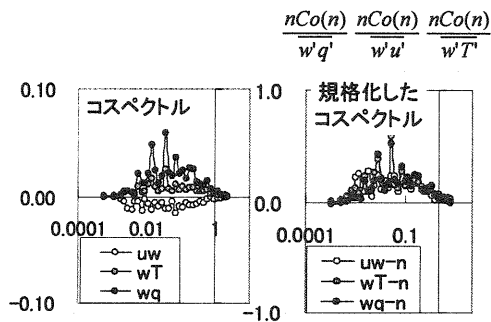 nCo(n) nCo(n) nCo(n)
w'q' w'u' w'T'
0.10
コスペクトル
0.00
0.0001 0.01 1
uw
wT
wq
-0.10
1.0
規格化した
コスペクトル
0.0
0.0001 0.1
uw-n
wT-n
wq-n
-1.0